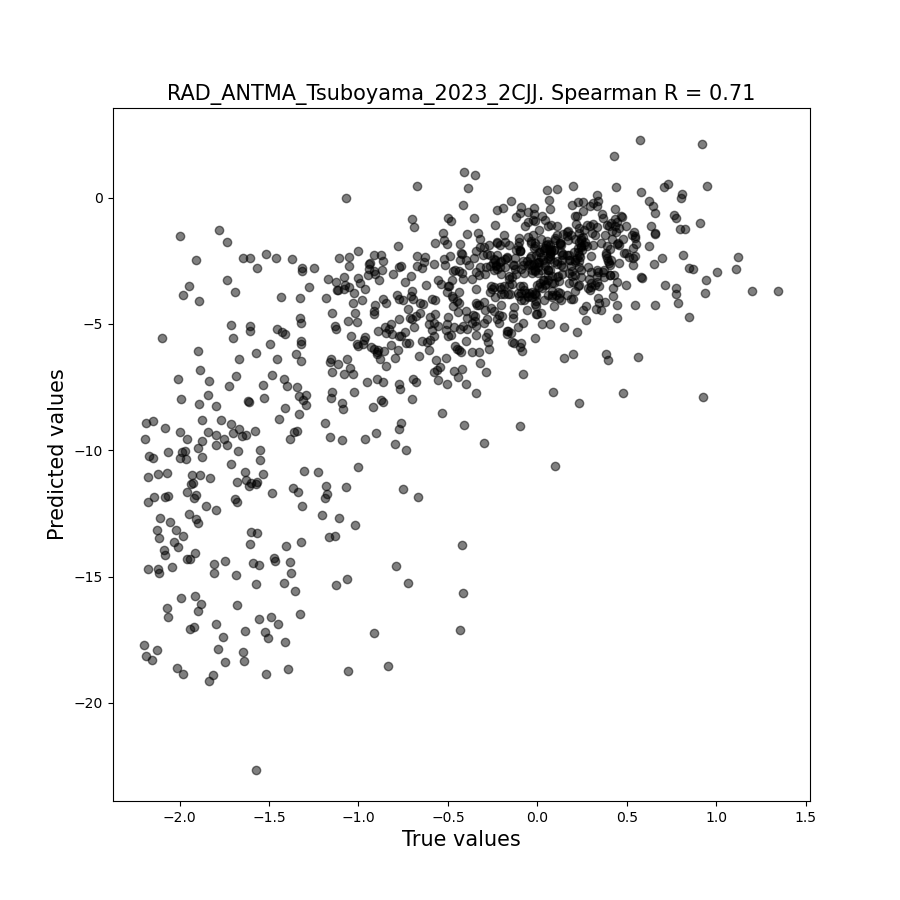 RAD_ANTMA_Tsuboyama_2023_2CJJ. Spearman R = 0.71
Predicted values
0
−5
−10
−15
−20
−2.0 −1.5 −1.0 −0.5 0.0 0.5 1.0 1.5
True values